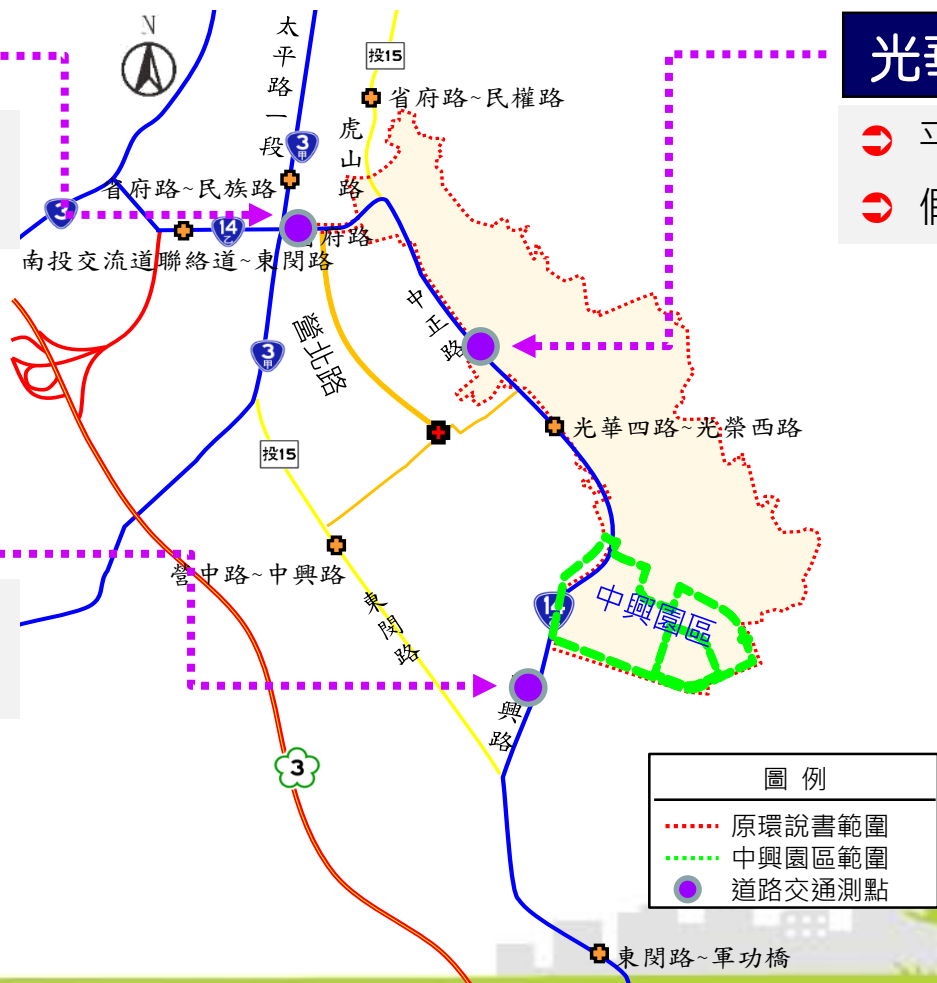 N
太平路一段
投15
省府路~民權路
虎山路
3甲
省府路~民族路
3
14乙
府路
南投交流道聯絡道~東閔路
中正路
營北路
3甲
光華四路~光榮西路
投15
營中路~中興路
東閔路
中興園區
興路
3
東閔路~軍功橋
圖例
原環說書範圍
中興園區範圍
道路交通測點
光